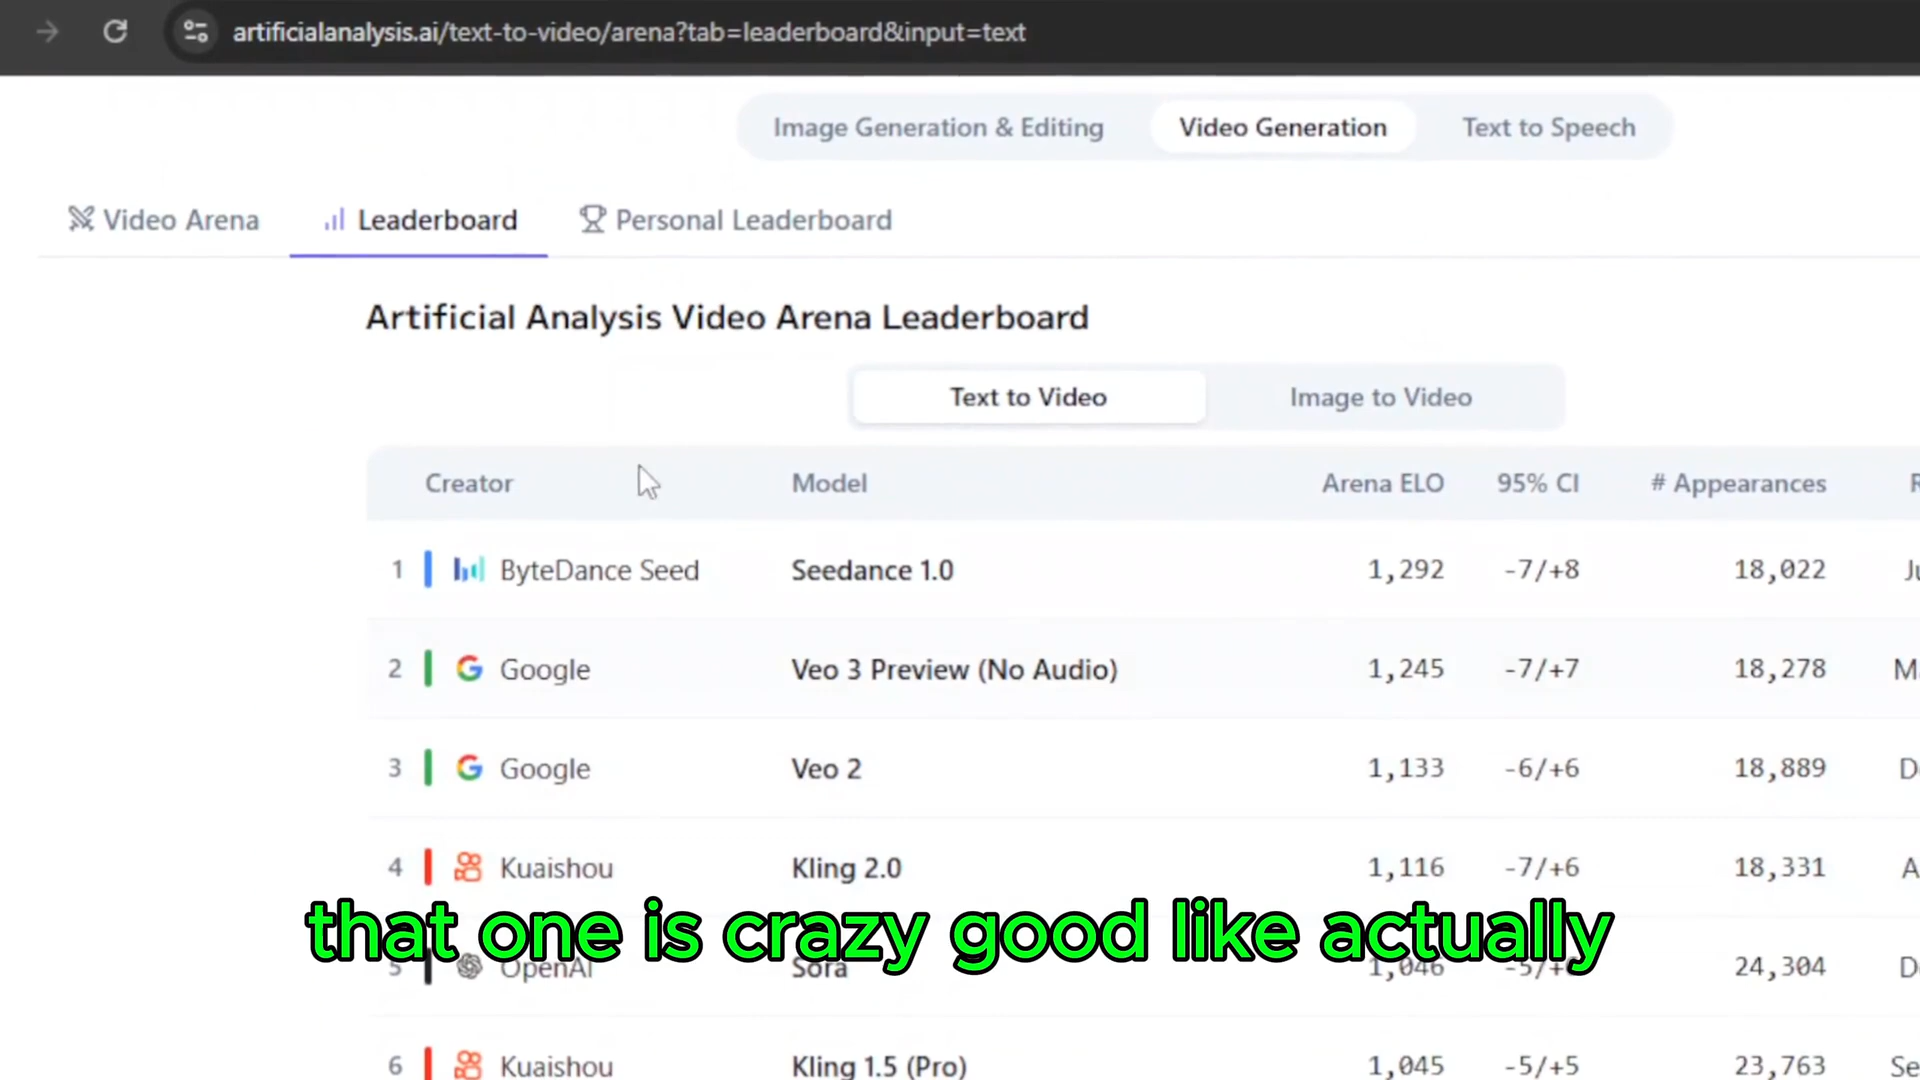 artificialanalysis.ai/text-to-video/arena?tab=leaderboard&input=text
Image Generation & Editing Video Generation Text to Speech
Video Arena Leaderboard Personal Leaderboard
Artificial Analysis Video Arena Leaderboard
Text to Video Image to Video
Creator Model Arena ELO 95% CI # Appearances
1 ByteDance Seed Seedance 1.0 1,292 -7/+8 18,022
2 Google Veo 3 Preview (No Audio) 1,245 -7/+7 18,278
3 Google Veo 2 1,133 -6/+6 18,889
4 Kuaishou Kling 2.0 1,116 -7/+6 18,331
that one is crazy good like actually
5 OpenAI Sora 1,046 24,304
6 Kuaishou Kling 1.5 (Pro) 1,045 -5/+5 23,763